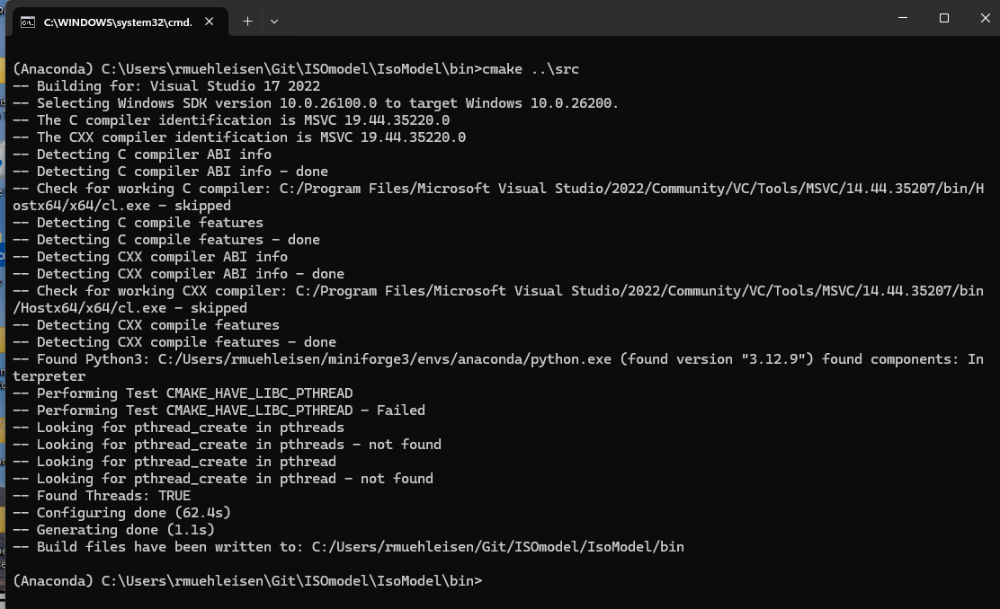 C:\WINDOWS\system32\cmd.
(Anaconda) C:\Users\rmuehleisen\Git\ISOmodel\IsoModel\bin>cmake ..\src
-- Building for: Visual Studio 17 2022
-- Selecting Windows SDK version 10.0.26100.0 to target Windows 10.0.26200.
-- The C compiler identification is MSVC 19.44.35220.0
-- The CXX compiler identification is MSVC 19.44.35220.0
-- Detecting C compiler ABI info
-- Detecting C compiler ABI info - done
-- Check for working C compiler: C:/Program Files/Microsoft Visual Studio/2022/Community/VC/Tools/MSVC/14.44.35207/bin/H
ostx64/x64/cl.exe - skipped
-- Detecting C compile features
-- Detecting C compile features - done
-- Detecting CXX compiler ABI info
-- Detecting CXX compiler ABI info - done
-- Check for working CXX compiler: C:/Program Files/Microsoft Visual Studio/2022/Community/VC/Tools/MSVC/14.44.35207/bin
/Hostx64/x64/cl.exe - skipped
-- Detecting CXX compile features
-- Detecting CXX compile features - done
-- Found Python3: C:/Users/rmuehleisen/miniforge3/envs/anaconda/python.exe (found version "3.12.9") found components: In
terpreter
-- Performing Test CMAKE_HAVE_LIBC_PTHREAD
-- Performing Test CMAKE_HAVE_LIBC_PTHREAD - Failed
-- Looking for pthread_create in pthreads
-- Looking for pthread_create in pthreads - not found
-- Looking for pthread_create in pthread
-- Looking for pthread_create in pthread - not found
-- Found Threads: TRUE
-- Configuring done (62.4s)
-- Generating done (1.1s)
-- Build files have been written to: C:/Users/rmuehleisen/Git/ISOmodel/IsoModel/bin
(Anaconda) C:\Users\rmuehleisen\Git\ISOmodel\IsoModel\bin>